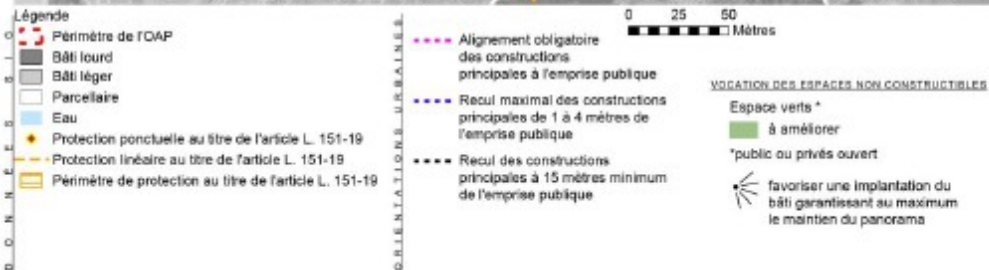 Légende
Périmètre de l'OAP
Bâti lourd
Bâti léger
Parcellaire
Eau
Protection ponctuelle au titre de l'article L. 151-19
Protection linéaire au titre de l'article L. 151-19
Périmètre de protection au titre de l'article L. 151-19
ORIENTATIONS URBAINES
Alignement obligatoire
des constructions
principales à l'emprise publique
Recul maximal des constructions
principales de 1 à 4 mètres de
l'emprise publique
Recul des constructions
principales à 15 mètres minimum
de l'emprise publique
0 25 50
Mètres
VOCATION DES ESPACES NON CONSTRUCTIBLES
Espace verts *
à améliorer
*public ou privés ouvert
favoriser une implantation du
bâti garantissant au maximum
le maintien du panorama